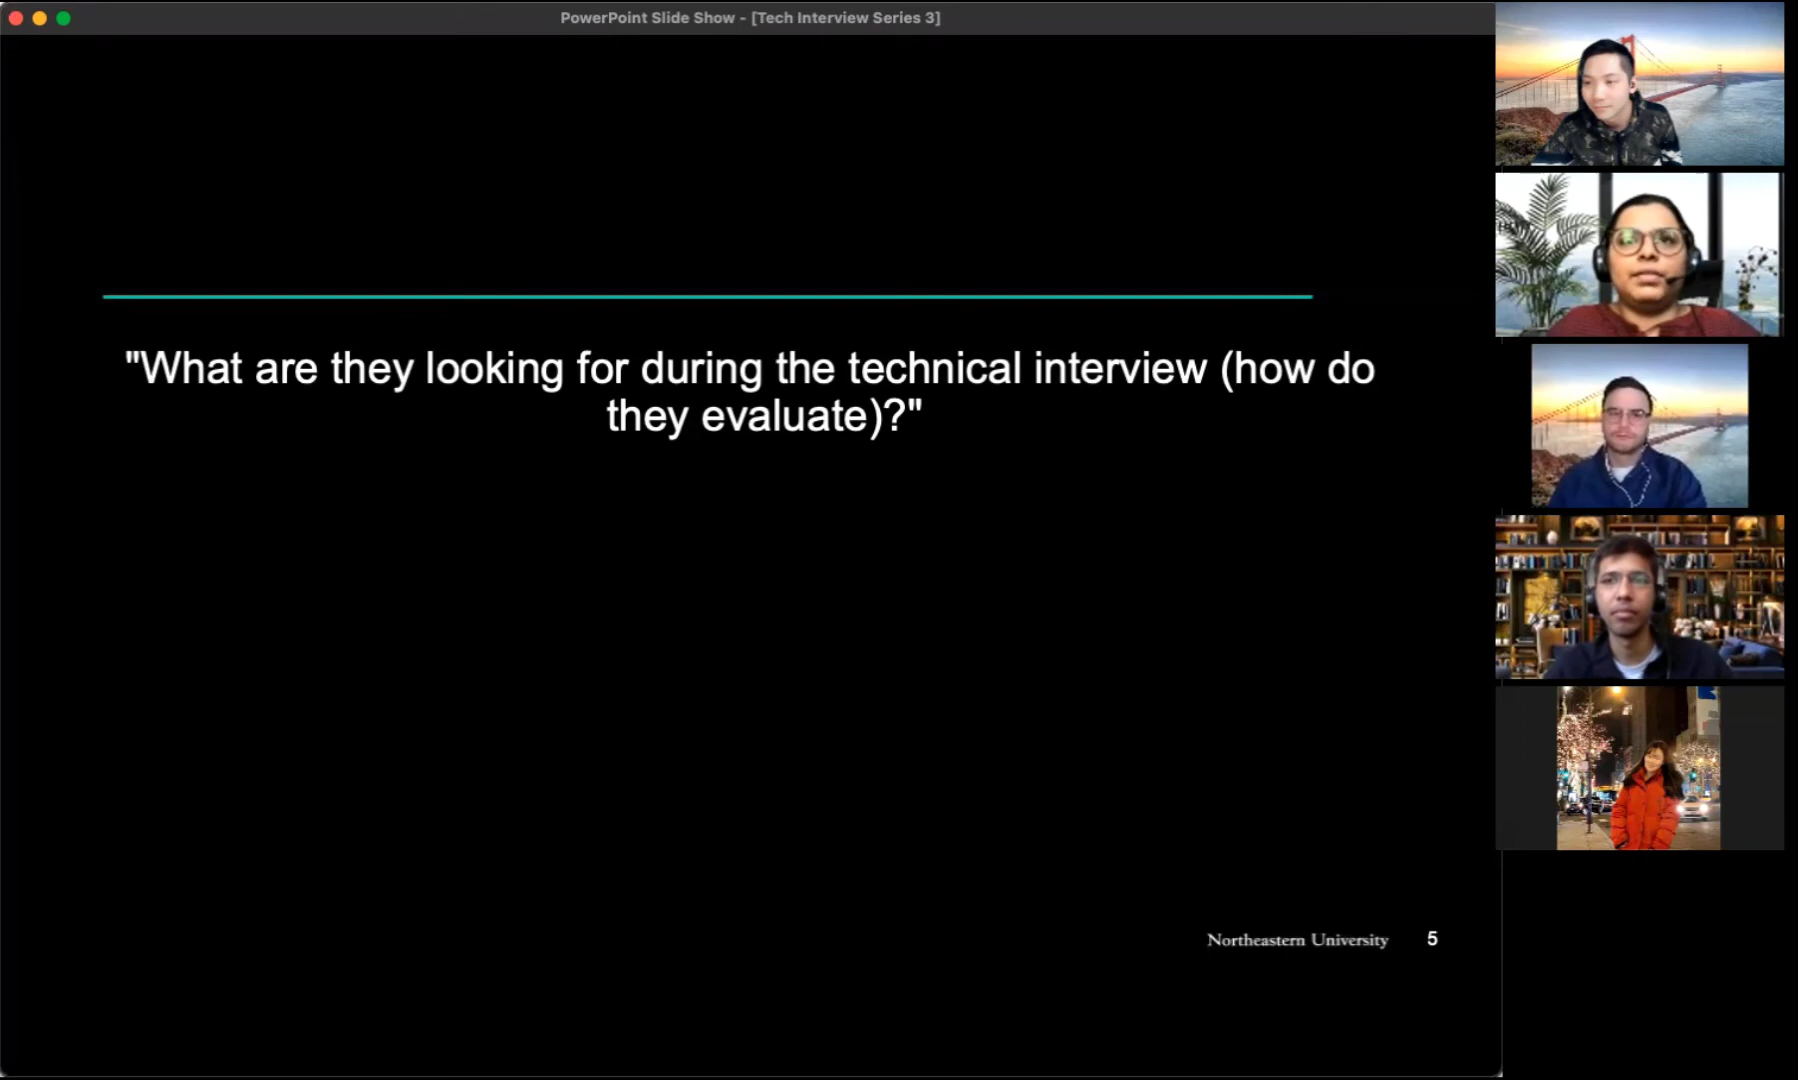 PowerPoint Slide Show - [Tech Interview Series 3]
"What are they looking for during the technical interview (how do
they evaluate)?"
Northeastern University 5